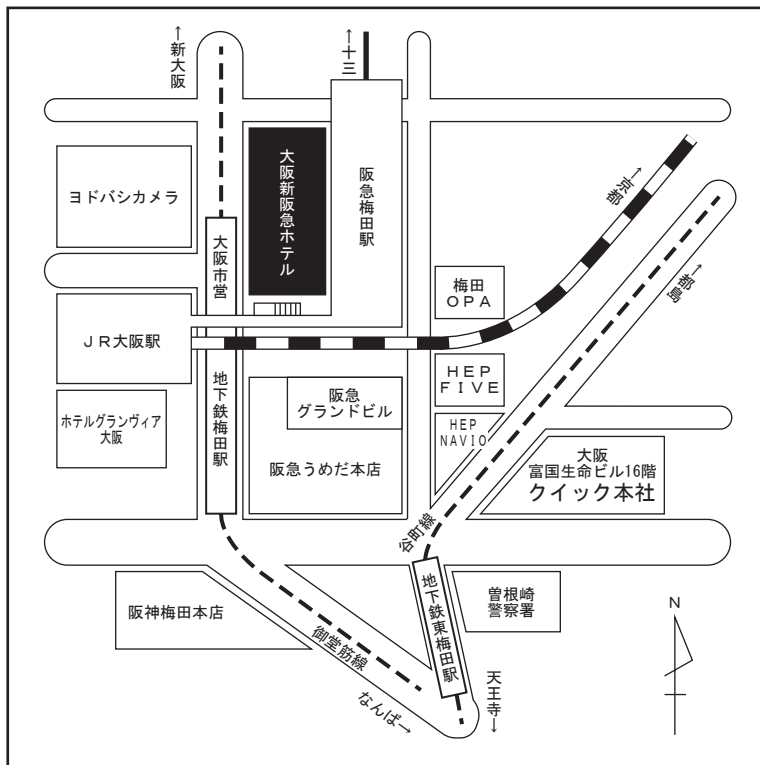 ↑新大阪
↑十三
ヨドバシカメラ
大阪新阪急ホテル
阪急梅田駅
↑京都
↑都島
大阪市営
地下鉄梅田駅
梅田
ＯＰＡ
ＪＲ大阪駅
ＨＥＰ
ＦＩＶＥ
阪急
グランドビル
ホテルグランヴィア
大阪
HEP
NAVIO
阪急うめだ本店
大阪
富国生命ビル16階
クイック本社
谷町線
地下鉄東梅田駅
曽根崎
警察署
阪神梅田本店
御堂筋線
なんば→
天王寺→
N